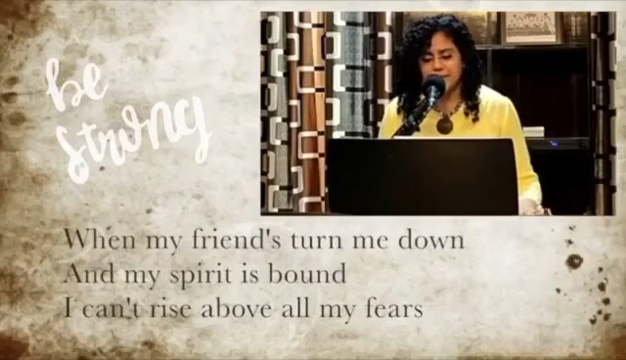 be
strong
When my friend's turn me down
And my spirit is bound
I can't rise above all my fears